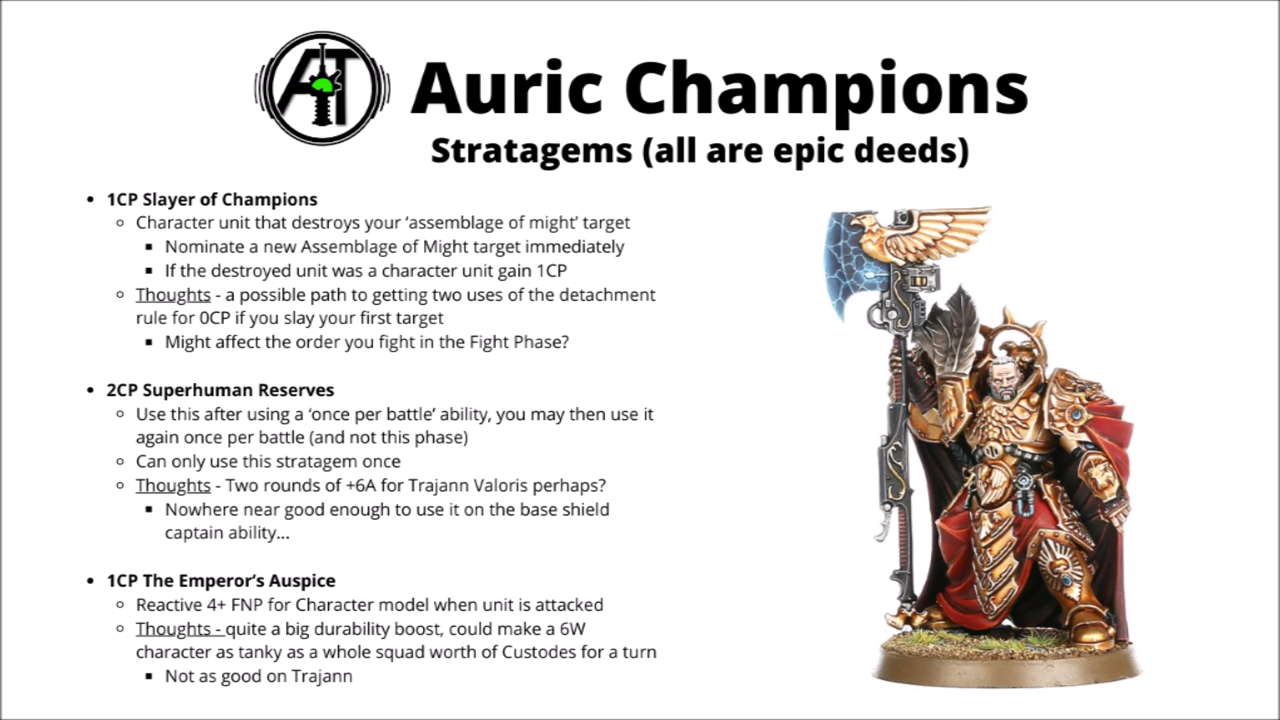 AT
Auric Champions
Stratagems (all are epic deeds)
• 1CP Slayer of Champions
◦ Character unit that destroys your ‘assemblage of might’ target
▪ Nominate a new Assemblage of Might target immediately
▪ If the destroyed unit was a character unit gain 1CP
◦ Thoughts - a possible path to getting two uses of the detachment
rule for 0CP if you slay your first target
▪ Might affect the order you fight in the Fight Phase?
• 2CP Superhuman Reserves
◦ Use this after using a ‘once per battle’ ability, you may then use it
again once per battle (and not this phase)
◦ Can only use this stratagem once
◦ Thoughts - Two rounds of +6A for Trajann Valoris perhaps?
▪ Nowhere near good enough to use it on the base shield
captain ability...
• 1CP The Emperor’s Auspice
◦ Reactive 4+ FNP for Character model when unit is attacked
◦ Thoughts - quite a big durability boost, could make a 6W
character as tanky as a whole squad worth of Custodes for a turn
▪ Not as good on Trajann